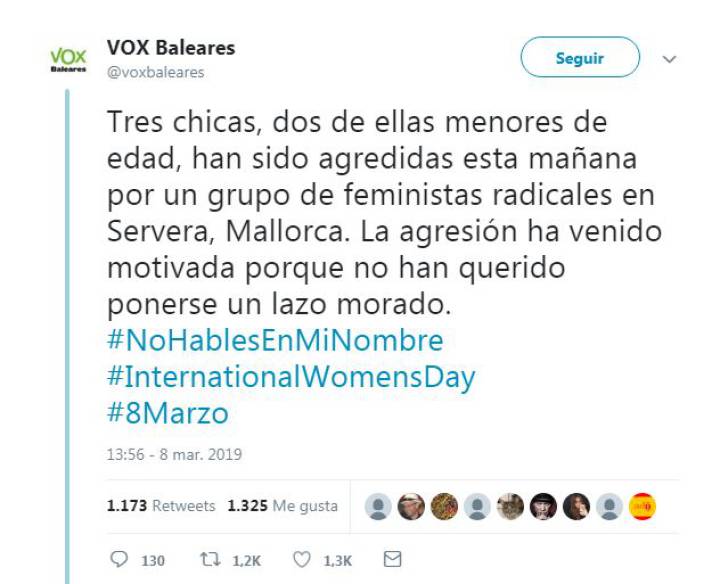 VOX Baleares
@voxbaleares
VOX
Baleares
Seguir
Tres chicas, dos de ellas menores de
edad, han sido agredidas esta mañana
por un grupo de feministas radicales en
Servera, Mallorca. La agresión ha venido
motivada porque no han querido
ponerse un lazo morado.
#NoHablesEnMiNombre
#InternationalWomensDay
#8Marzo
13:56 - 8 mar. 2019
1.173 Retweets 1.325 Me gusta
130 1,2K 1,3K